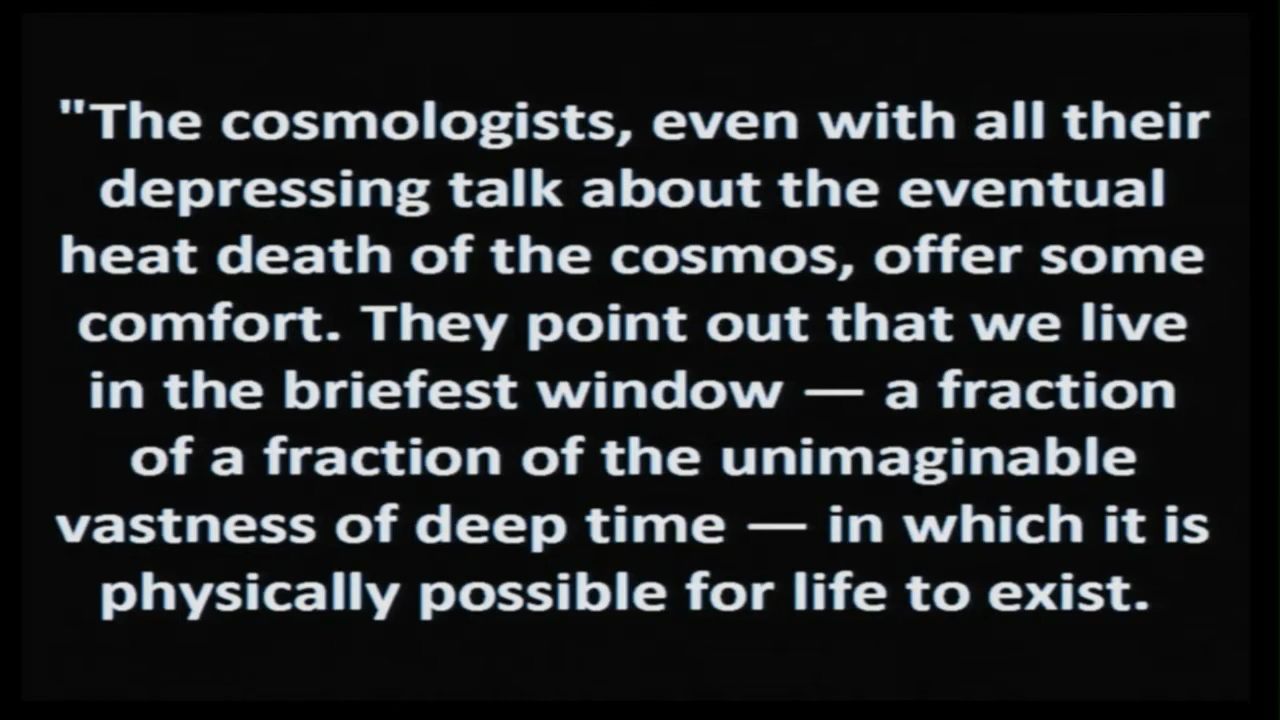 "The cosmologists, even with all their
depressing talk about the eventual
heat death of the cosmos, offer some
comfort. They point out that we live
in the briefest window — a fraction
of a fraction of the unimaginable
vastness of deep time — in which it is
physically possible for life to exist.